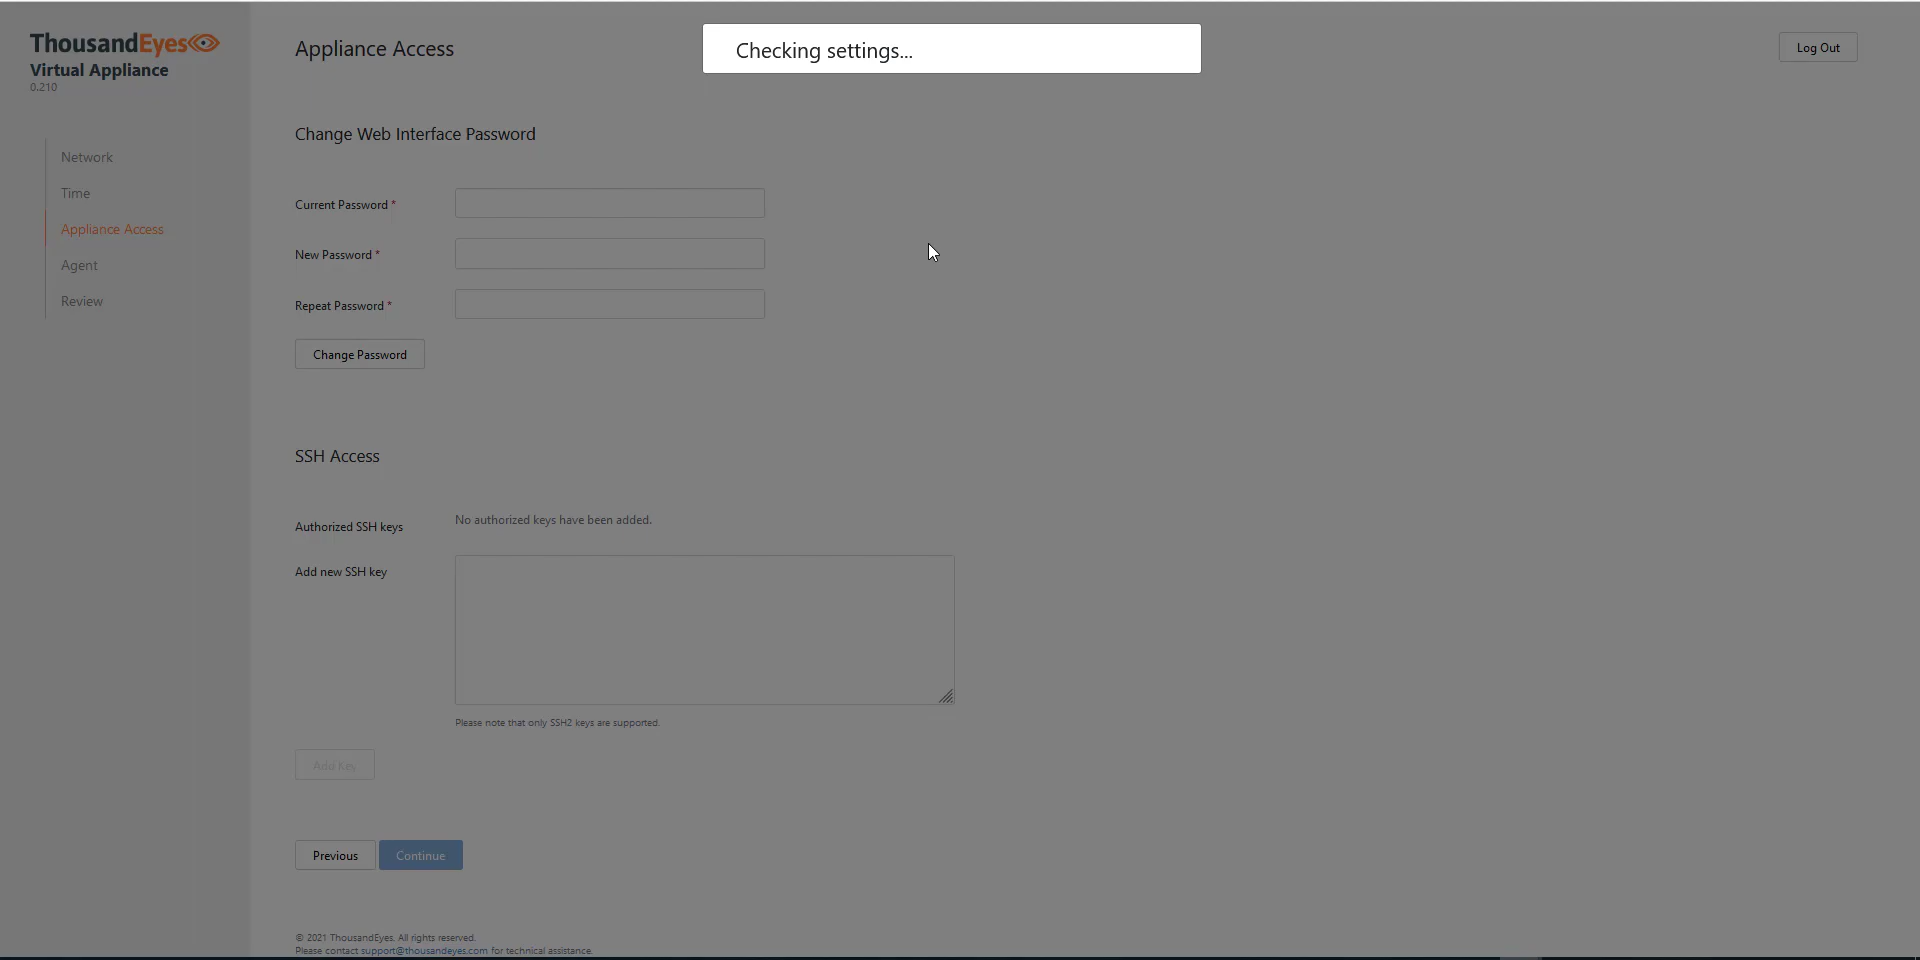 ThousandEyes
Virtual Appliance
0.210
Network
Time
Appliance Access
Agent
Review
Appliance Access
Checking settings...
Log Out
Change Web Interface Password
Current Password *
New Password *
Repeat Password *
Change Password
SSH Access
Authorized SSH keys
No authorized keys have been added.
Add new SSH key
Please note that only SSH2 keys are supported.
Add Key
Previous
Continue
© 2021 ThousandEyes. All rights reserved.
Please contact support@thousandeyes.com for technical assistance.